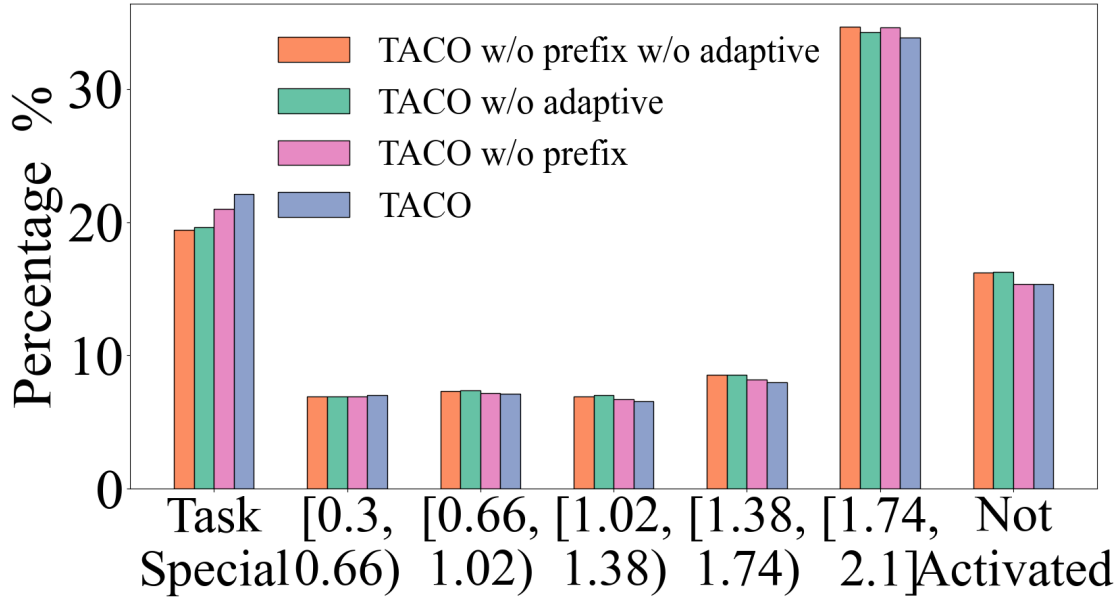 Percentage %
30
20
10
0
TACO w/o prefix w/o adaptive
TACO w/o adaptive
TACO w/o prefix
TACO
Task
Special
[0.3,
0.66)
[0.66,
1.02)
[1.02,
1.38)
[1.38,
1.74)
[1.74,
2.1]
Not
Activated